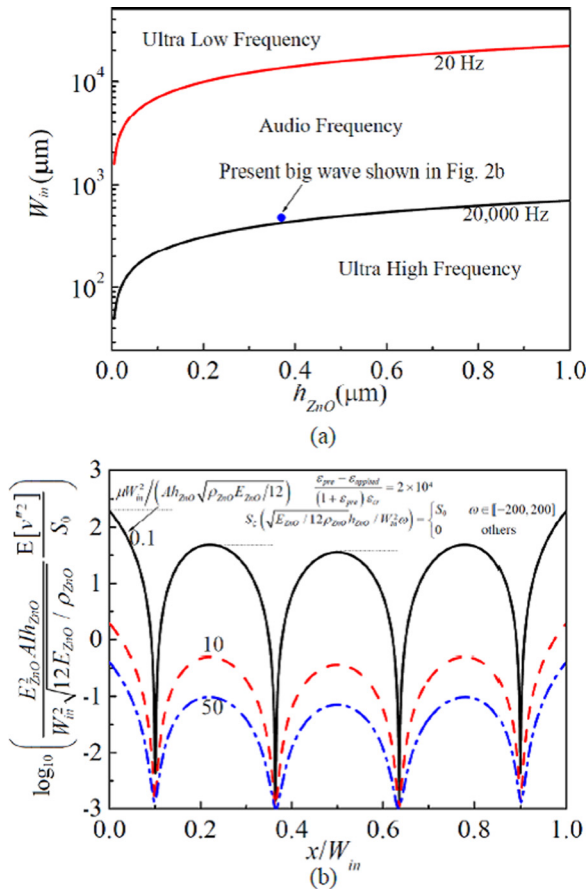 Ultra Low Frequency
20 Hz
Audio Frequency
Present big wave shown in Fig. 2b
20,000 Hz
Ultra High Frequency
W_in(μm)
10^4
10^3
10^2
0.0 0.2 0.4 0.6 0.8 1.0
h_ZnO(μm)
(a)
μW_in^2/(Ah_ZnO√(ρ_ZnO E_ZnO/12))
(ε_pre − ε_applied)/((1 + ε_pre)ε_cr) = 2 × 10^4
S_z(√(E_ZnO/12ρ_ZnO) h_ZnO/W_in^2 ω) = { S_0 ω ∈ [-200, 200]
0 others
0.1
10
50
log_10(E_ZnO^2 AIh_ZnO/(W_in^2 √(12E_ZnO/ρ_ZnO)) E[v'''^2]/S_0)
3
2
1
0
-1
-2
-3
0.0 0.2 0.4 0.6 0.8 1.0
x/W_in
(b)